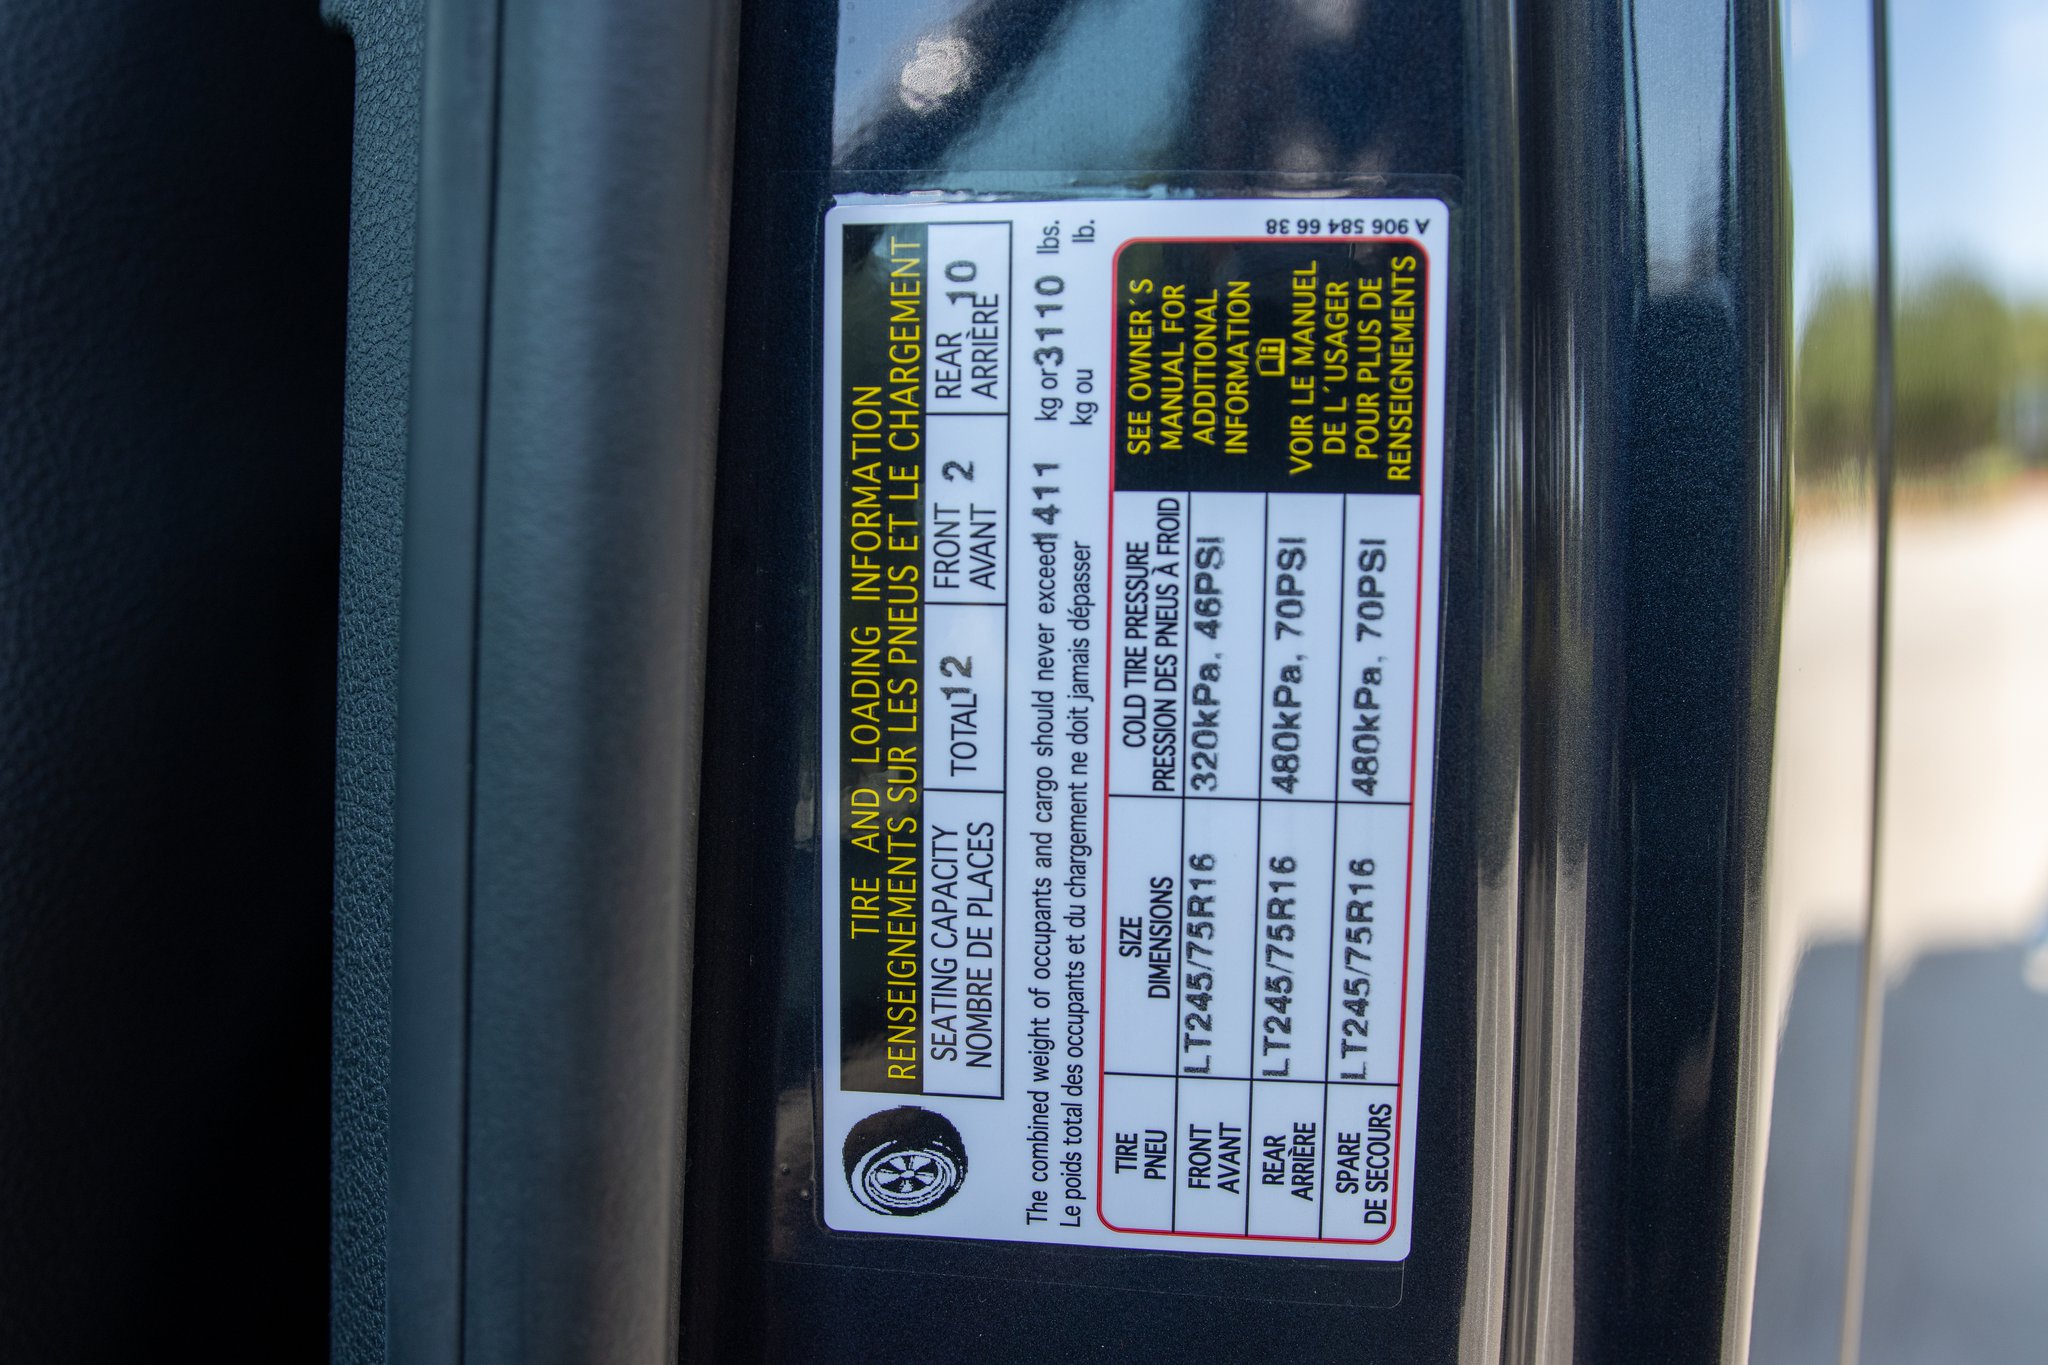 TIRE AND LOADING INFORMATION
RENSEIGNEMENTS SUR LES PNEUS ET LE CHARGEMENT
SEATING CAPACITY
NOMBRE DE PLACES
TOTAL 12
FRONT
AVANT 2
REAR
ARRIÈRE 10
The combined weight of occupants and cargo should never exceed 1411 kg or 3110 lbs.
Le poids total des occupants et du chargement ne doit jamais dépasser kg ou lb.
TIRE
PNEU
SIZE
DIMENSIONS
COLD TIRE PRESSURE
PRESSION DES PNEUS À FROID
FRONT
AVANT
LT245/75R16
320kPa, 46PSI
REAR
ARRIÈRE
LT245/75R16
480kPa, 70PSI
SPARE
DE SECOURS
LT245/75R16
480kPa, 70PSI
SEE OWNER´S
MANUAL FOR
ADDITIONAL
INFORMATION
VOIR LE MANUEL
DE L´USAGER
POUR PLUS DE
RENSEIGNEMENTS
A 906 584 66 38